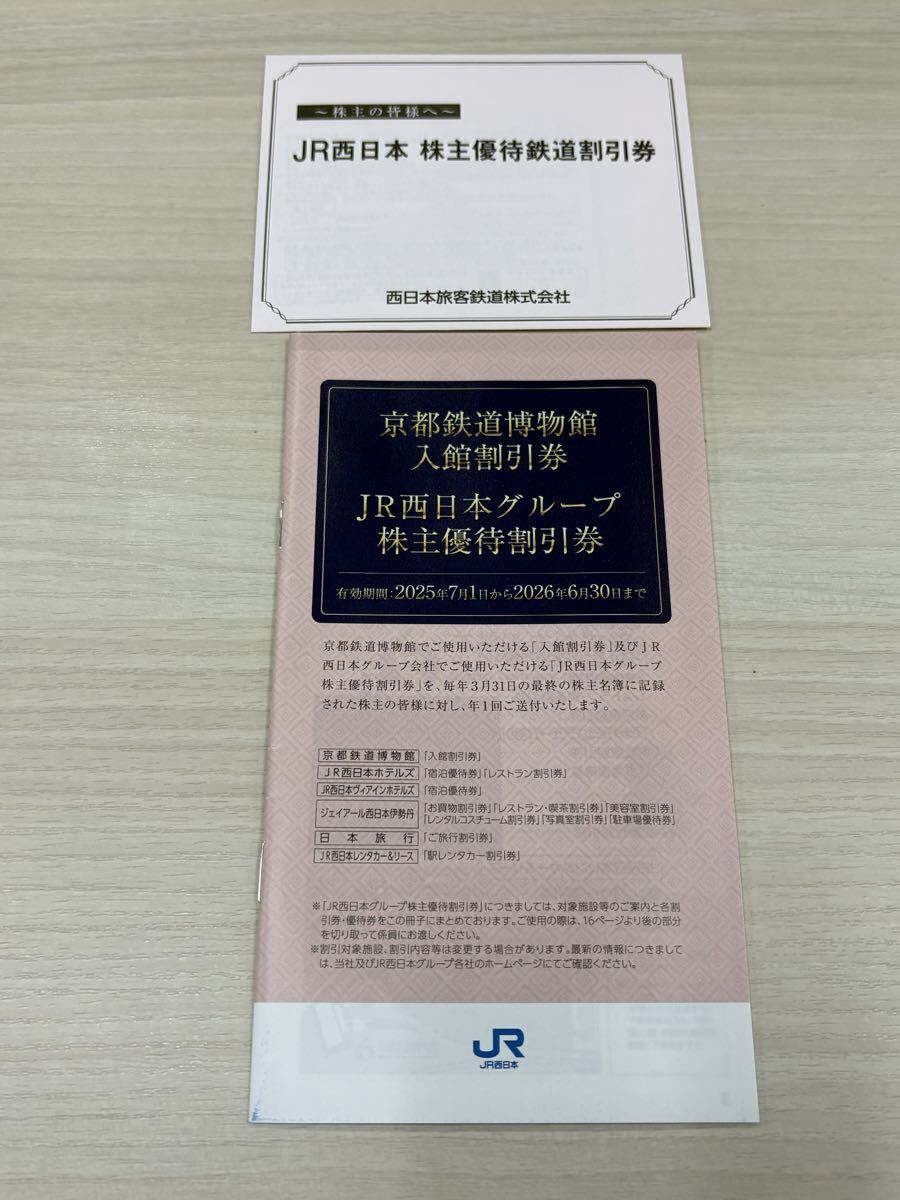 ～株主の皆様へ～
JR西日本 株主優待鉄道割引券
西日本旅客鉄道株式会社
京都鉄道博物館
入館割引券
JR西日本グループ
株主優待割引券
有効期間：2025年7月1日から2026年6月30日まで
京都鉄道博物館でご使用いただける「入館割引券」及びJR
西日本グループ会社でご使用いただける「JR西日本グループ
株主優待割引券」を、毎年3月31日の最終の株主名簿に記録
された株主の皆様に対し、年1回ご送付いたします。
京都鉄道博物館 「入館割引券」
JR西日本ホテルズ 「宿泊優待券」「レストラン割引券」
JR西日本ヴィアインホテルズ 「宿泊優待券」
ジェイアール西日本伊勢丹 「お買物割引券」「レストラン・喫茶割引券」「美容室割引券」
「レンタルコスチューム割引券」「写真室割引券」「駐車場優待券」
日本旅行 「ご旅行割引券」
JR西日本レンタカー&リース 「駅レンタカー割引券」
※「JR西日本グループ株主優待割引券」につきましては、対象施設等のご案内と各割
引券・優待券をこの冊子にまとめております。ご使用の際は、16ページより後の部分
を切り取って係員にお渡しください。
※割引対象施設、割引内容等は変更する場合があります。最新の情報につきまして
は、当社及びJR西日本グループ各社のホームページにてご確認ください。
JR
JR西日本